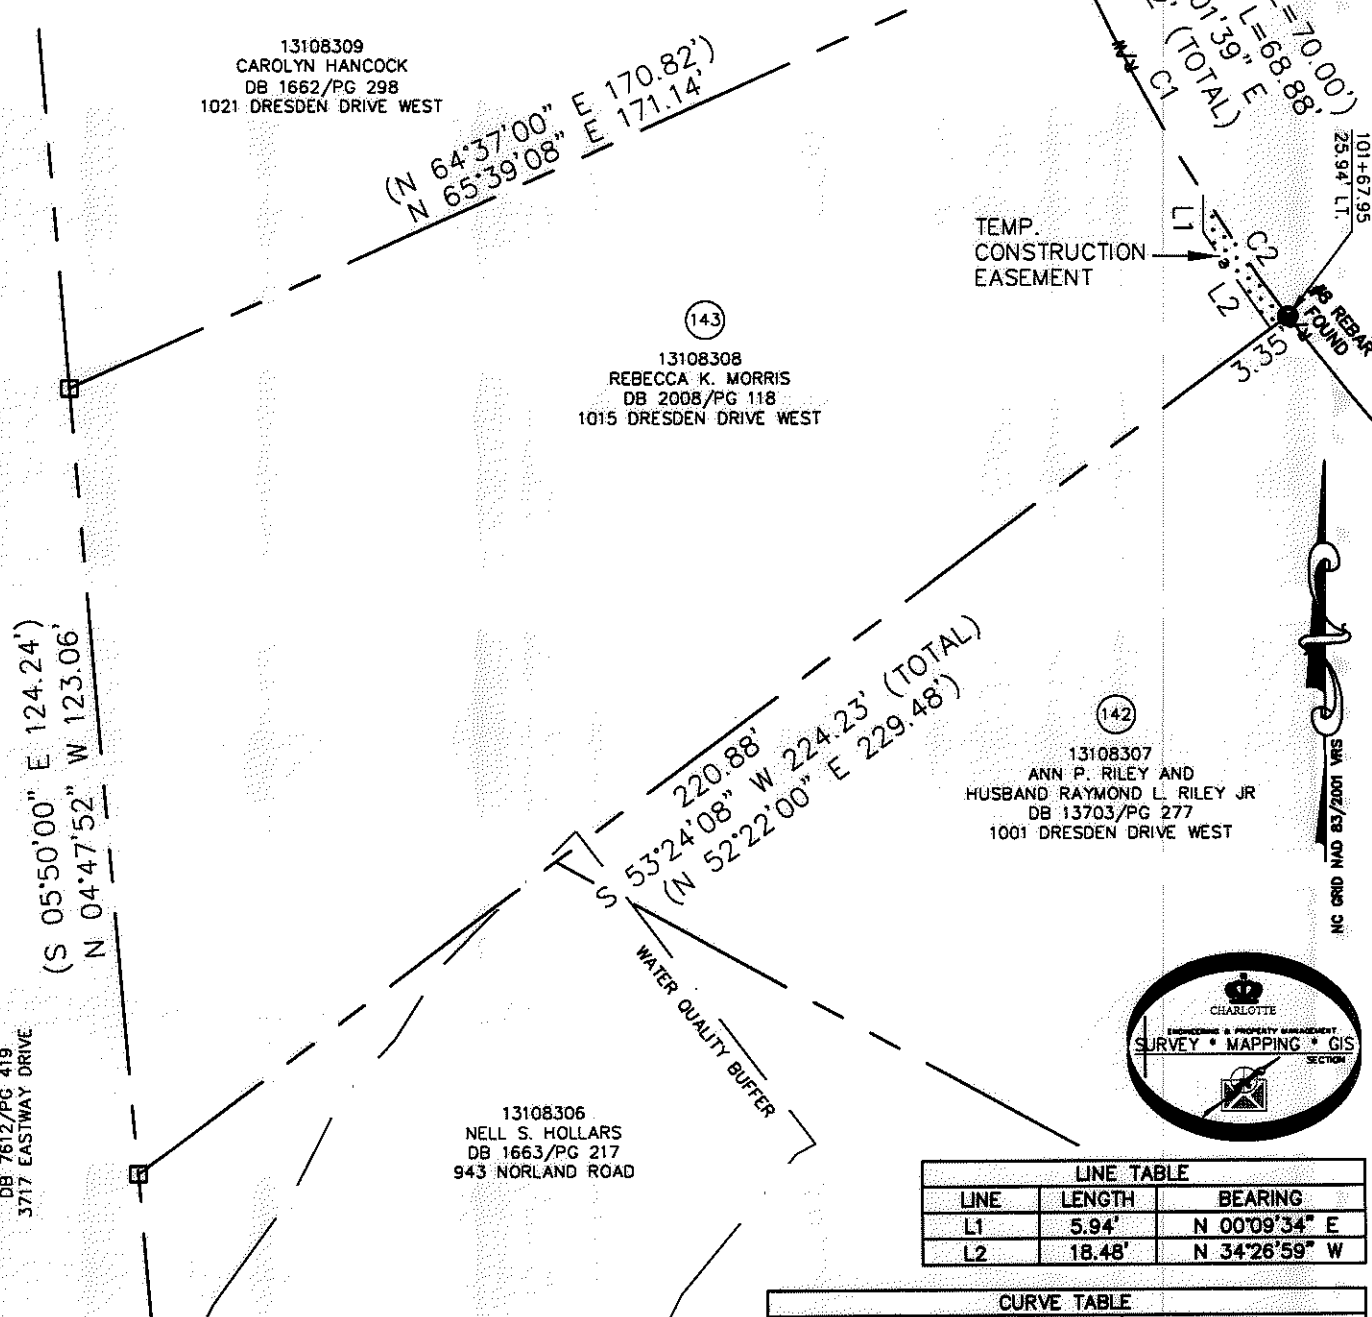 13108309
CAROLYN HANCOCK
DB 1662/PG 298
1021 DRESDEN DRIVE WEST
(N 64°37'00" E 170.82')
N 65°39'08" E 171.14'
=70.00')
L=68.88'
01'39" E
(TOTAL)
R/W
C1
101+67.95
25.94' LT.
L1
C2
L2
TEMP.
CONSTRUCTION
EASEMENT
REBAR
FOUND
R/W
3.35'
143
13108308
REBECCA K. MORRIS
DB 2008/PG 118
1015 DRESDEN DRIVE WEST
(S 05°50'00" E 124.24')
N 04°47'52" W 123.06'
220.88'
S 53°24'08" W 224.23' (TOTAL)
(N 52°22'00" E 229.48')
142
13108307
ANN P. RILEY AND
HUSBAND RAYMOND L. RILEY JR
DB 13703/PG 277
1001 DRESDEN DRIVE WEST
NC GRID NAD 83/2001 VRS
WATER QUALITY BUFFER
CHARLOTTE
ENGINEERING & PROPERTY MANAGEMENT
SURVEY * MAPPING * GIS
SECTION
DB 7612/PG 419
3717 EASTWAY DRIVE
13108306
NELL S. HOLLARS
DB 1663/PG 217
943 NORLAND ROAD
LINE TABLE
LINE LENGTH BEARING
L1 5.94' N 00°09'34" E
L2 18.48' N 34°26'59" W
CURVE TABLE